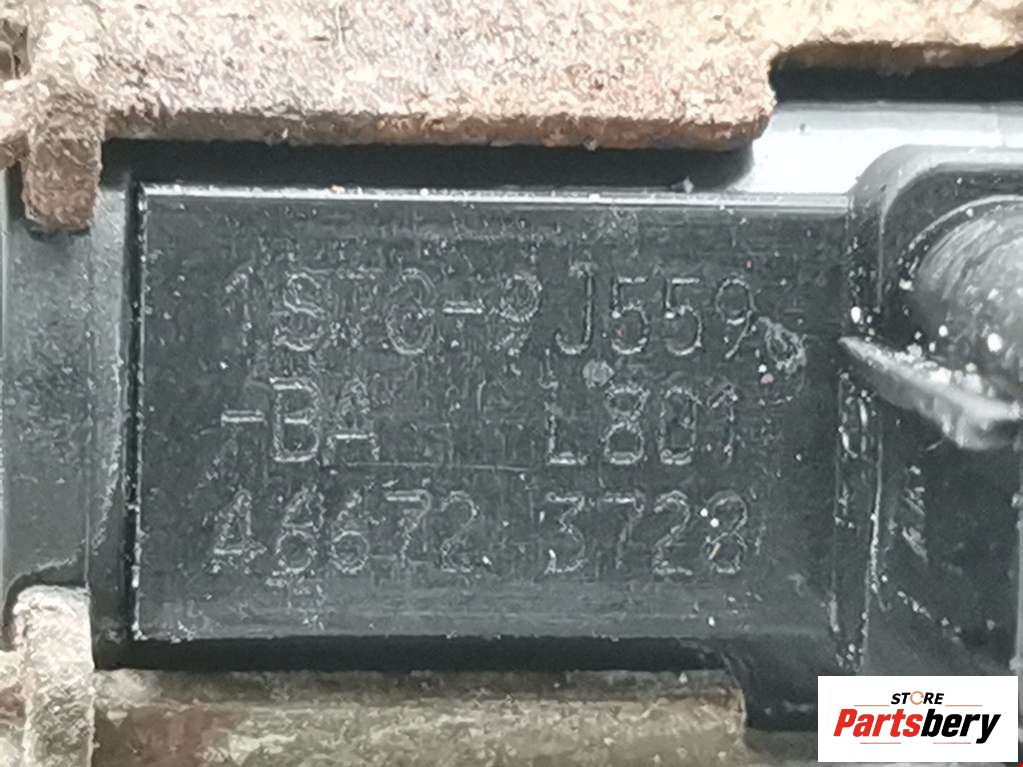 1S7G-9J559
-BA L801
46672 3728
STORE
Partsbery